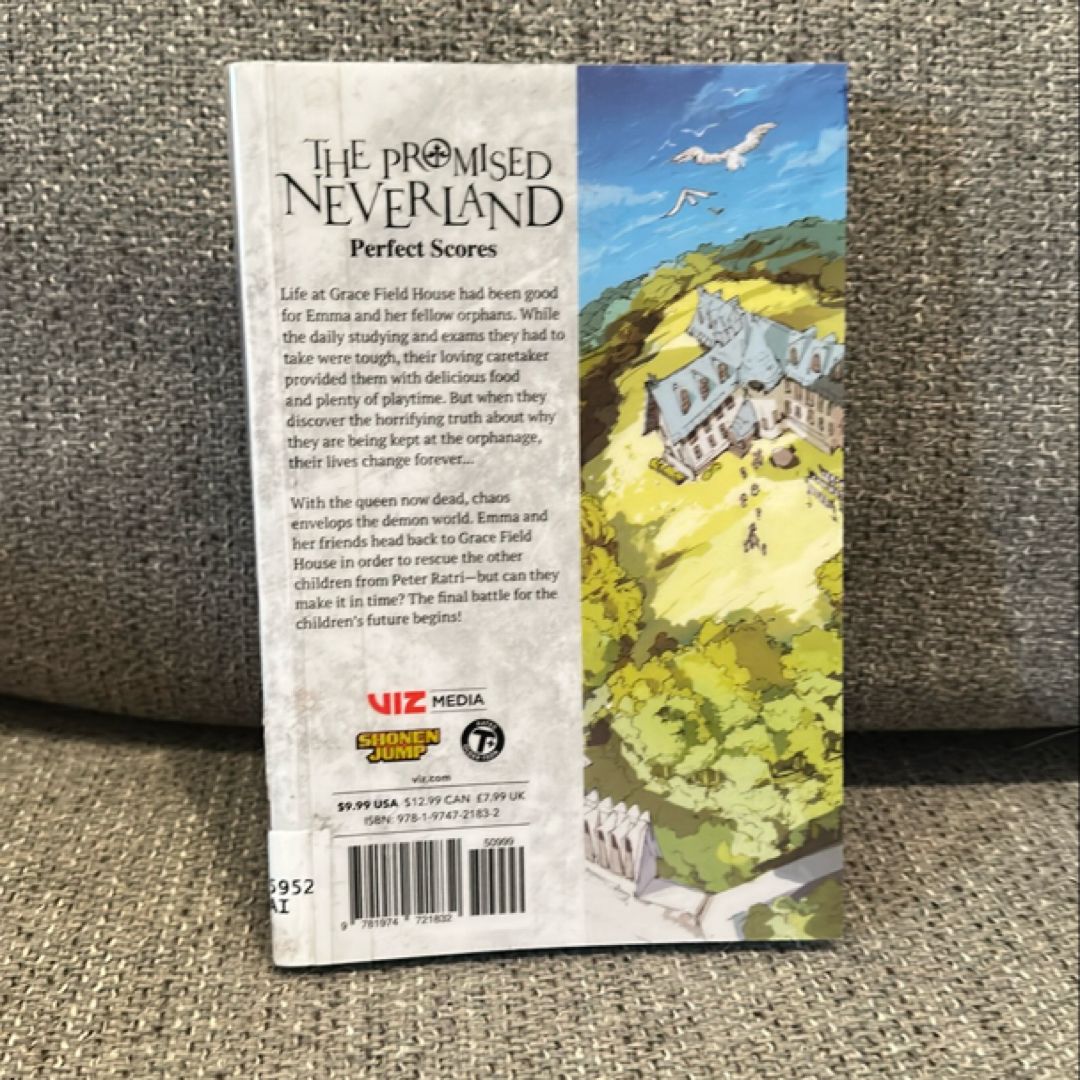 THE PROMISED
NEVERLAND
Perfect Scores
Life at Grace Field House had been good
for Emma and her fellow orphans. While
the daily studying and exams they had to
take were tough, their loving caretaker
provided them with delicious food
and plenty of playtime. But when they
discover the horrifying truth about why
they are being kept at the orphanage,
their lives change forever...
With the queen now dead, chaos
envelops the demon world. Emma and
her friends head back to Grace Field
House in order to rescue the other
children from Peter Ratri—but can they
make it in time? The final battle for the
children's future begins!
VIZ MEDIA
SHONEN
JUMP
T+
viz.com
$9.99 USA $12.99 CAN £7.99 UK
ISBN: 978-1-9747-2183-2
50999
5952
AI
9 781974 721832